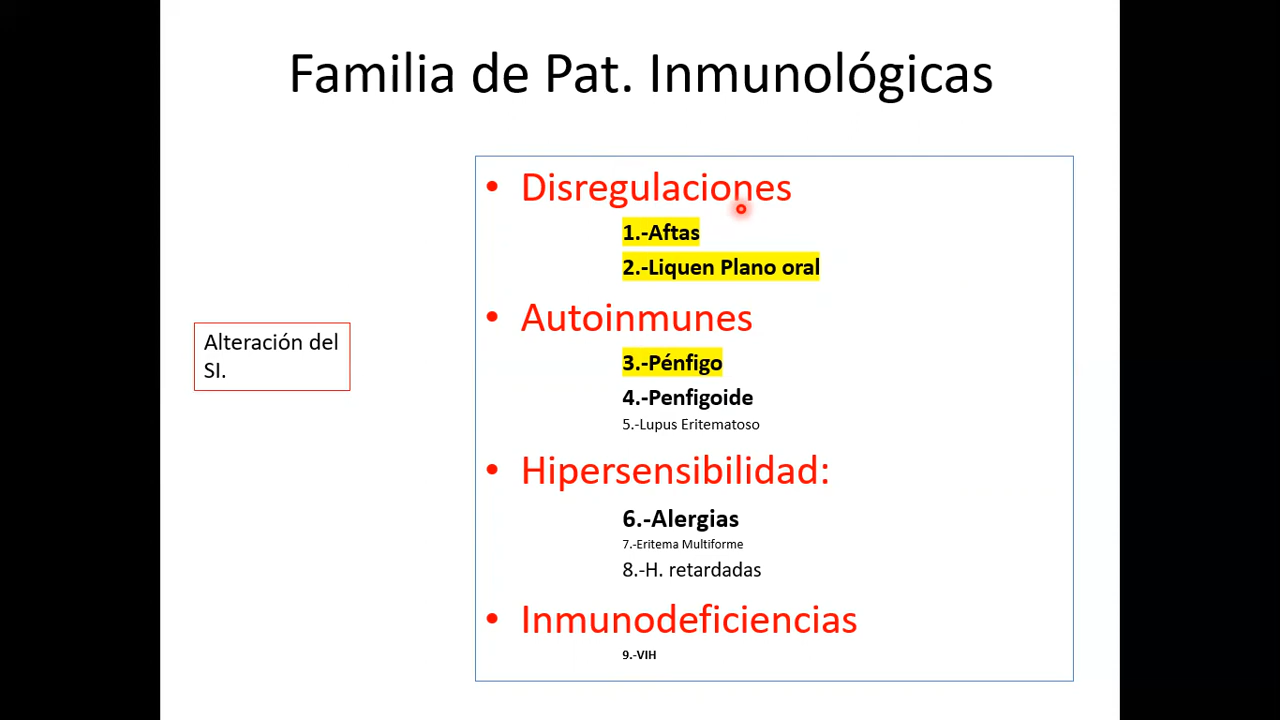 Familia de Pat. Inmunológicas
Alteración del
SI.
• Disregulaciones
1.-Aftas
2.-Liquen Plano oral
• Autoinmunes
3.-Pénfigo
4.-Penfigoide
5.-Lupus Eritematoso
• Hipersensibilidad:
6.-Alergias
7.-Eritema Multiforme
8.-H. retardadas
• Inmunodeficiencias
9.-VIH